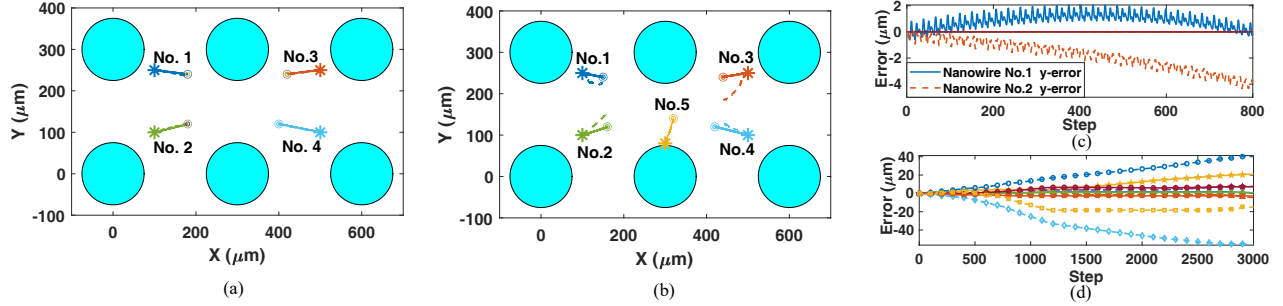 400
300
200
100
0
-100
Y (μm)
No. 1
No.3
No. 2
No. 4
0
200
400
600
X (μm)
(a)
400
300
200
100
0
-100
Y (μm)
No.1
No.3
No.5
No.2
No.4
0
200
400
600
X (μm)
(b)
2
0
-2
-4
Error (μm)
Nanowire No.1 y-error
Nanowire No.2 y-error
0
200
400
600
800
Step
(c)
40
20
0
-20
-40
Error (μm)
0
500
1000
1500
2000
2500
3000
Step
(d)